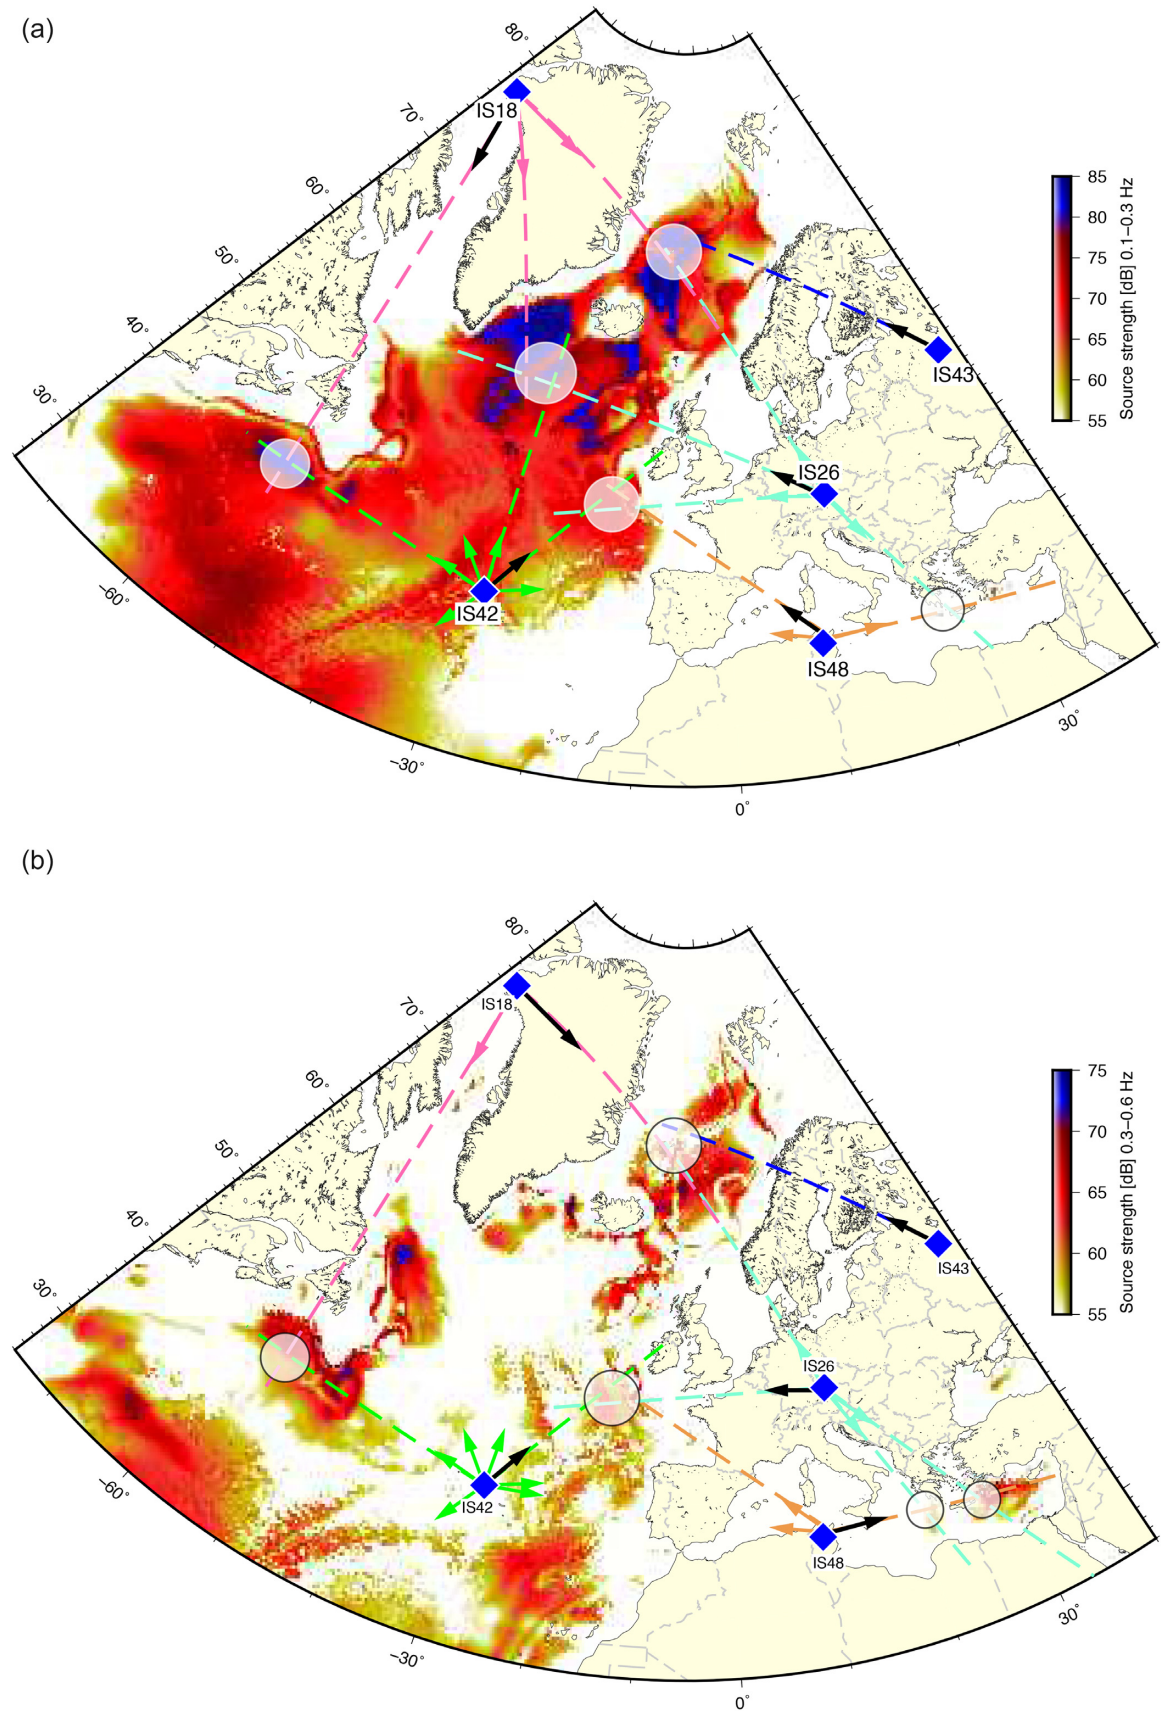 (a)
80°
70°
60°
50°
40°
30°
−60°
−30°
0°
30°
IS18
IS43
IS26
IS42
IS48
85
80
75
70
65
60
55
Source strength [dB] 0.1–0.3 Hz
(b)
80°
70°
60°
50°
40°
30°
−60°
−30°
0°
30°
IS18
IS43
IS26
IS42
IS48
75
70
65
60
55
Source strength [dB] 0.3–0.6 Hz